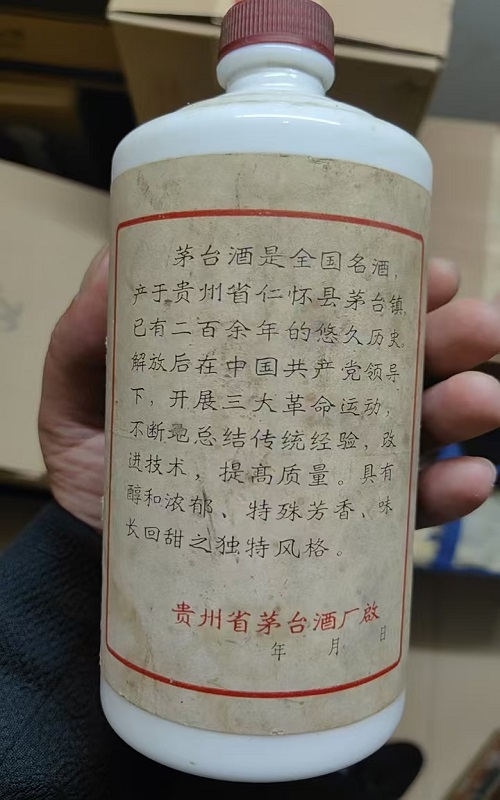 茅台酒是全国名酒，
产于贵州省仁怀县茅台镇，
已有二百余年的悠久历史，
解放后在中国共产党领导
下，开展三大革命运动，
不断地总结传统经验，改
进技术，提高质量。具有
醇和浓郁、特殊芳香、味
长回甜之独特风格。
贵州省茅台酒厂啟
年 月 日